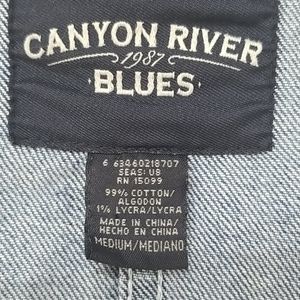 CANYON RIVER
1987
BLUES
6 63460218707
SEAS: U8
RN 15099
99% COTTON/
ALGODON
1% LYCRA/LYCRA
MADE IN CHINA/
HECHO EN CHINA
MEDIUM/MEDIANO